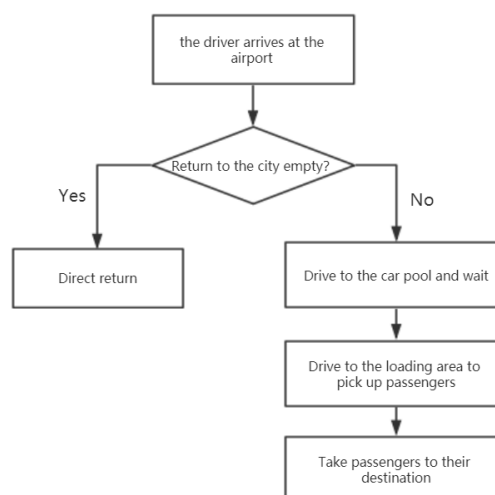 the driver arrives at the
airport
Return to the city empty?
Yes
No
Direct return
Drive to the car pool and wait
Drive to the loading area to
pick up passengers
Take passengers to their
destination